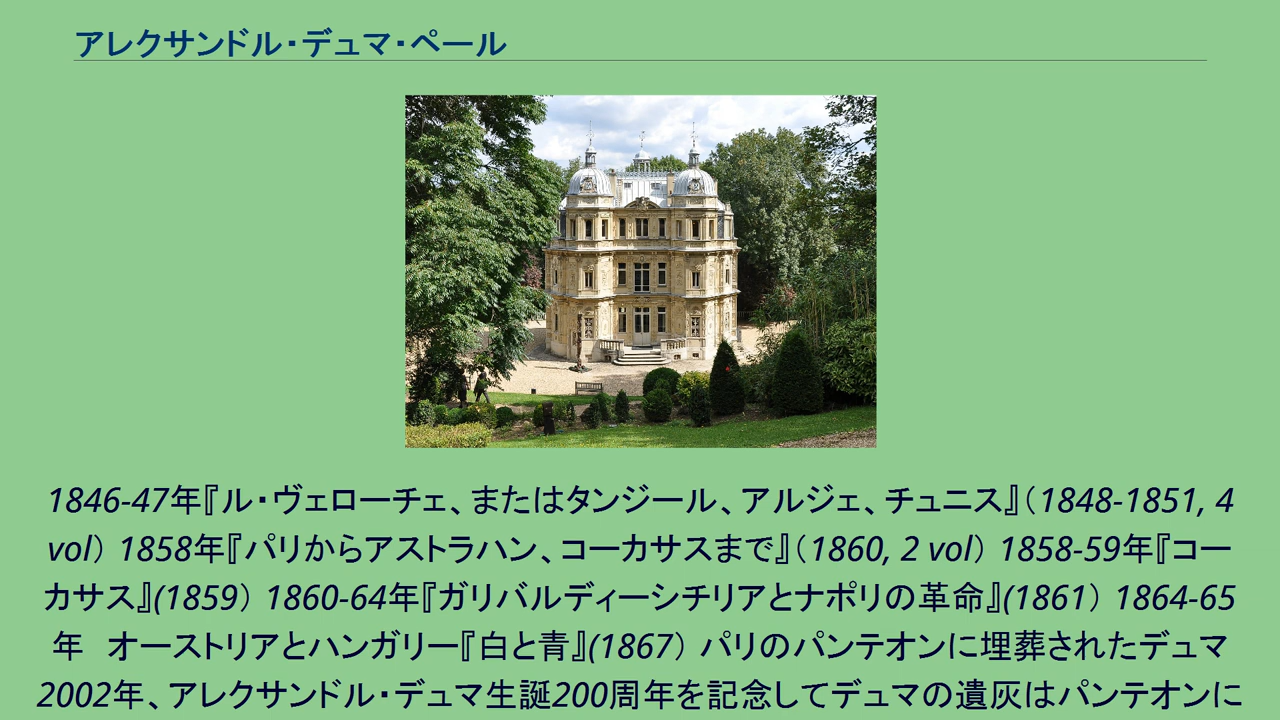 アレクサンドル・デュマ・ペール
1846-47年『ル・ヴェローチェ、またはタンジール、アルジェ、チュニス』（1848-1851, 4
vol） 1858年『パリからアストラハン、コーカサスまで』（1860, 2 vol） 1858-59年『コー
カサス』(1859） 1860-64年『ガリバルディーシチリアとナポリの革命』(1861） 1864-65
年　オーストリアとハンガリー『白と青』(1867） パリのパンテオンに埋葬されたデュマ
2002年、アレクサンドル・デュマ生誕200周年を記念してデュマの遺灰はパンテオンに